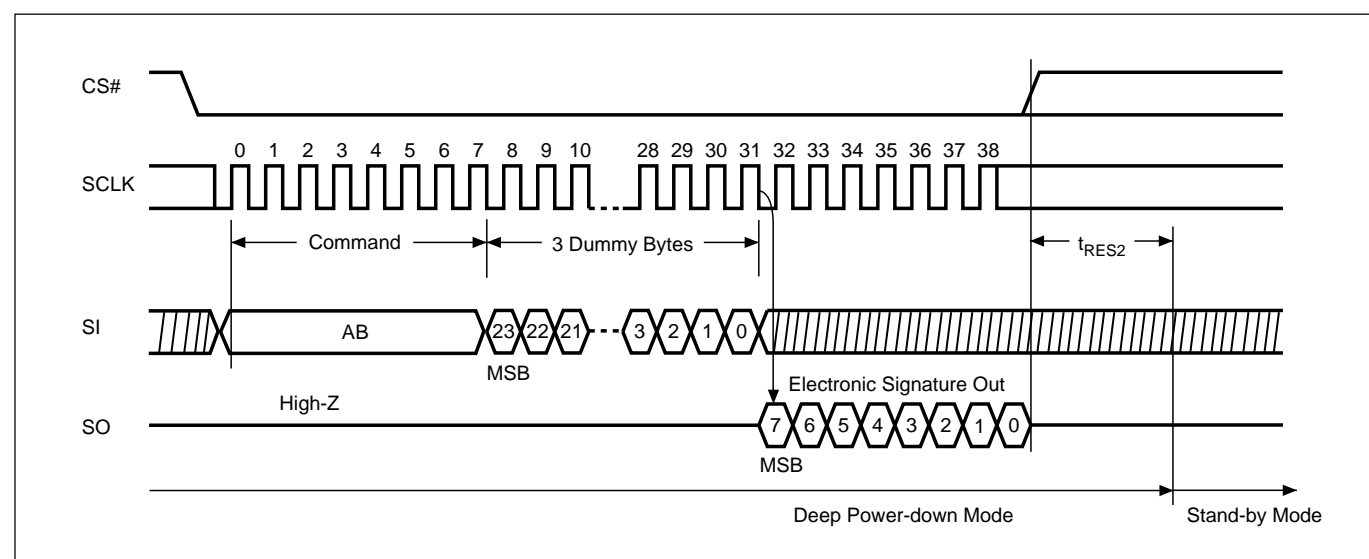 CS#
0 1 2 3 4 5 6 7 8 9 10 28 29 30 31 32 33 34 35 36 37 38
SCLK
Command 3 Dummy Bytes tRES2
SI AB 23 22 21 3 2 1 0
MSB
Electronic Signature Out
High-Z
SO 7 6 5 4 3 2 1 0
MSB
Deep Power-down Mode Stand-by Mode